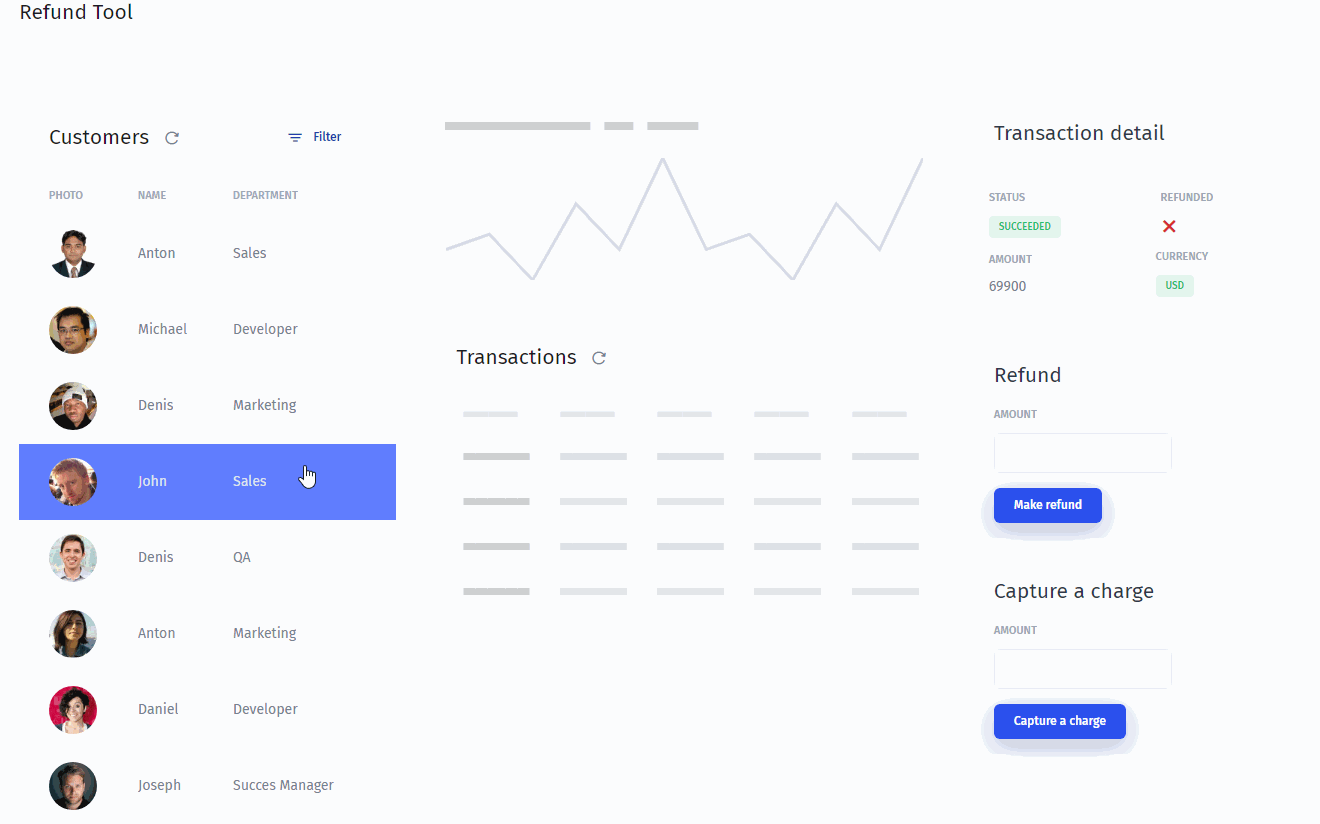 Refund Tool
Customers
Filter
PHOTO NAME DEPARTMENT
Anton Sales
Michael Developer
Denis Marketing
John Sales
Denis QA
Anton Marketing
Daniel Developer
Joseph Succes Manager
Transactions
Transaction detail
STATUS REFUNDED
SUCCEEDED
AMOUNT CURRENCY
69900 USD
Refund
AMOUNT
Make refund
Capture a charge
AMOUNT
Capture a charge